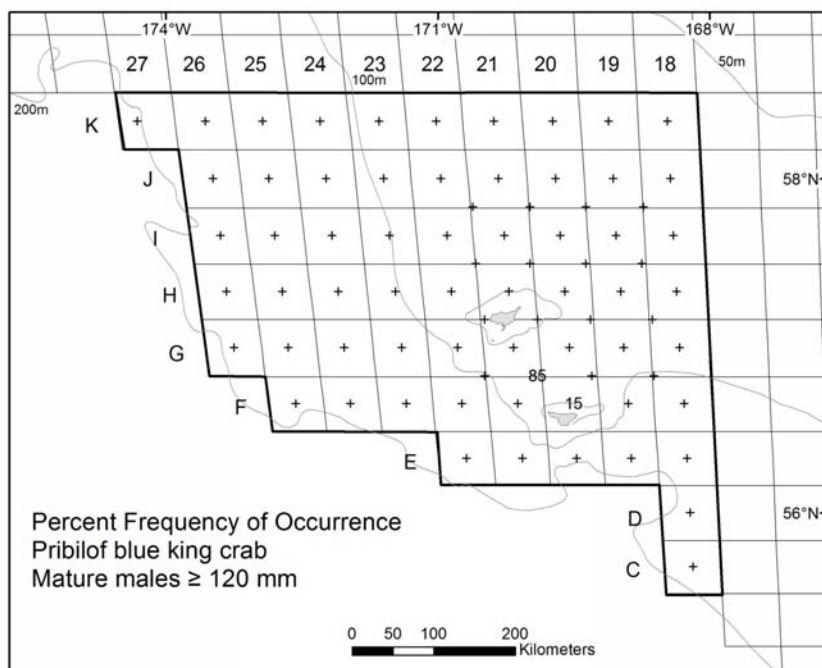 174°W 171°W 168°W
27 26 25 24 23 22 21 20 19 18 50m
100m
200m
K
J 58°N
I
H
G
85
F 15
E
D 56°N
C
Percent Frequency of Occurrence
Pribilof blue king crab
Mature males ≥ 120 mm
0 50 100 200
Kilometers